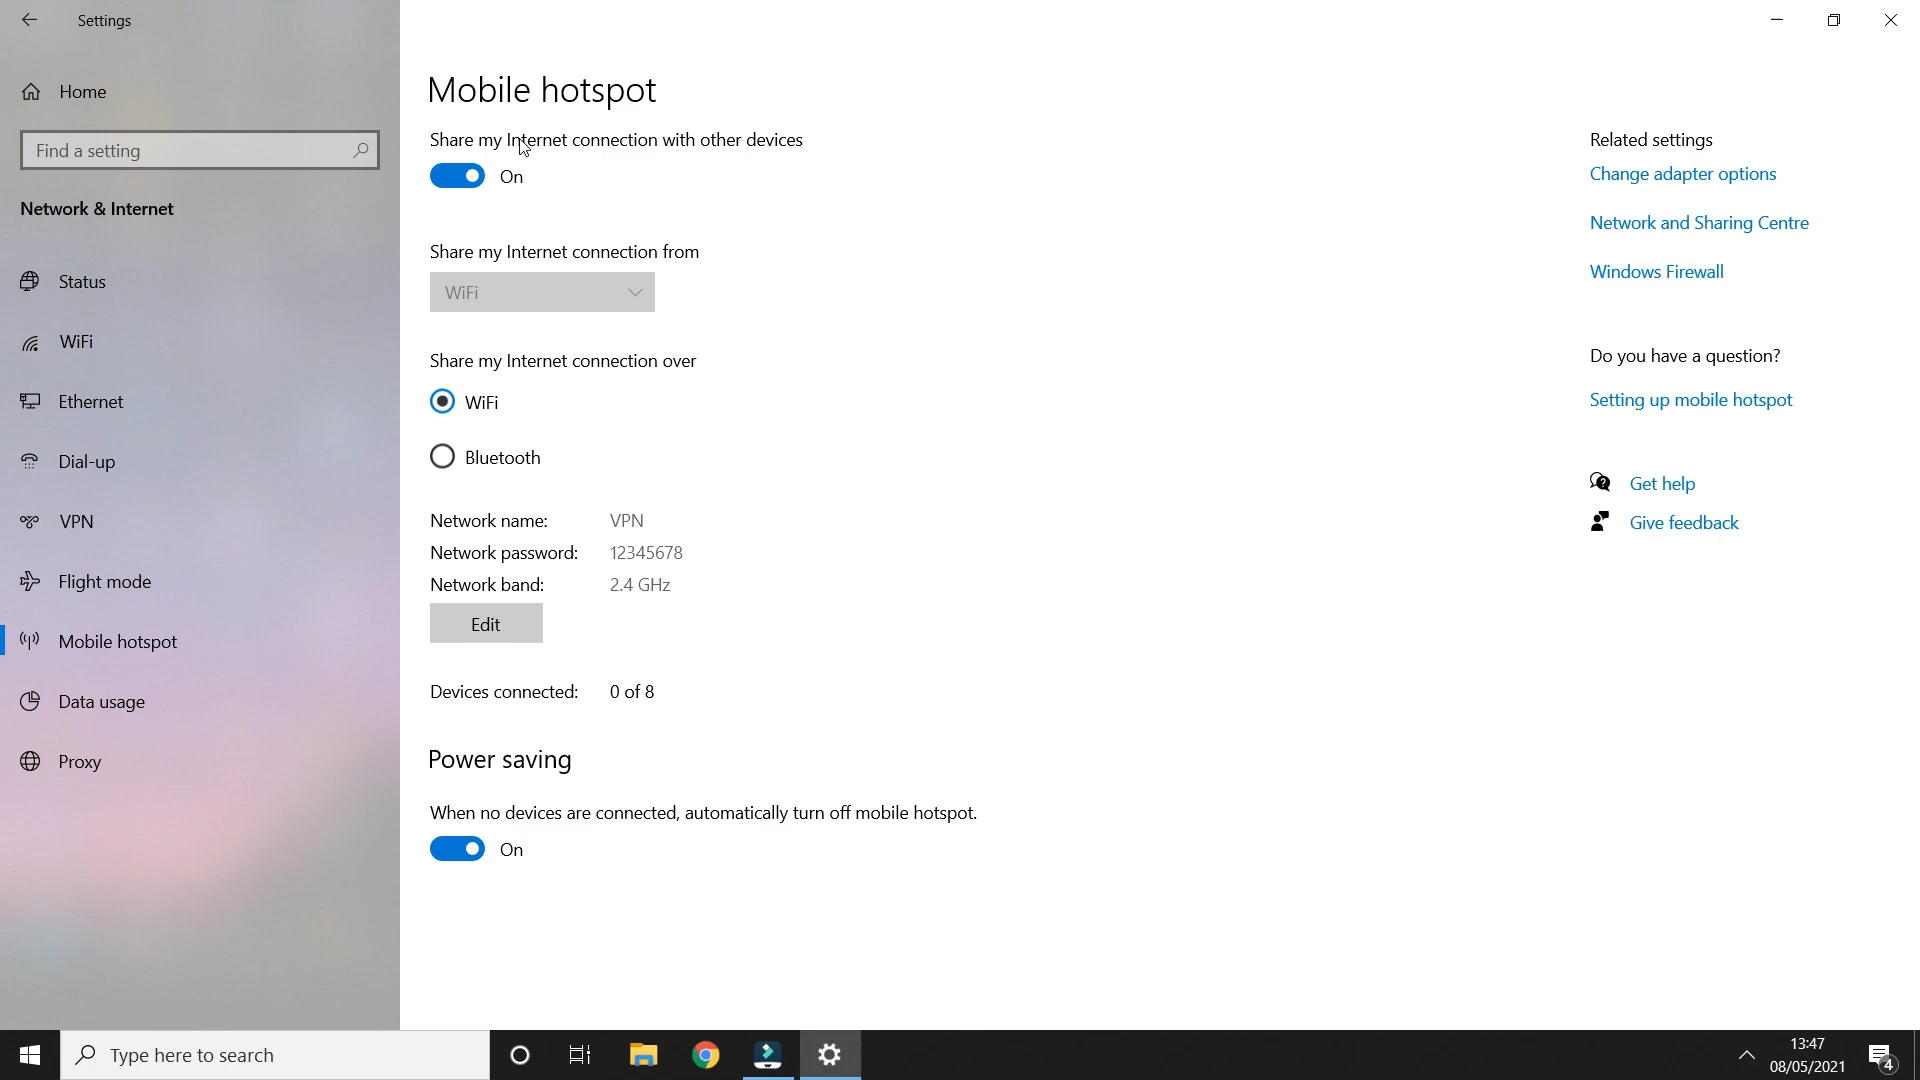 Settings
Home
Find a setting
Network & Internet
Status
WiFi
Ethernet
Dial-up
VPN
Flight mode
Mobile hotspot
Data usage
Proxy
Mobile hotspot
Share my Internet connection with other devices
On
Share my Internet connection from
WiFi
Share my Internet connection over
WiFi
Bluetooth
Network name: VPN
Network password: 12345678
Network band: 2.4 GHz
Edit
Devices connected: 0 of 8
Power saving
When no devices are connected, automatically turn off mobile hotspot.
On
Related settings
Change adapter options
Network and Sharing Centre
Windows Firewall
Do you have a question?
Setting up mobile hotspot
Get help
Give feedback
Type here to search
13:47
08/05/2021
4